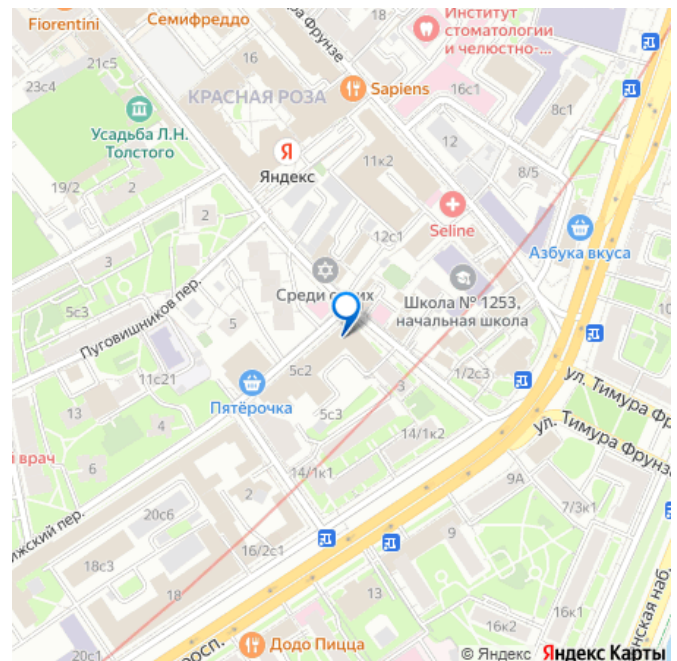 Fiorentini
Семифреддо
18
Институт
стоматологии
и челюстно-...
21с5
16
23с4
КРАСНАЯ РОЗА
Sapiens
16с1
8с1
Усадьба Л.Н.
Толстого
Я
Яндекс
11к2
12
8/5
19/2
2
Seline
3
12с1
Азбука вкуса
Школа № 1253,
начальная школа
Пуговишников пер.
5с3
5
11с21
5с2
3
1/2с3
Пятёрочка
13
5с3
ул. Тимура
4
14/1к2
ул. Тимура Фрунзе
врач
6
14/1к1
9А
2
7/3к1
20с6
16/2с1
9
18с3
18
13
16к1
16к2
20с1
Додо Пицца
© Яндекс Яндекс Карты